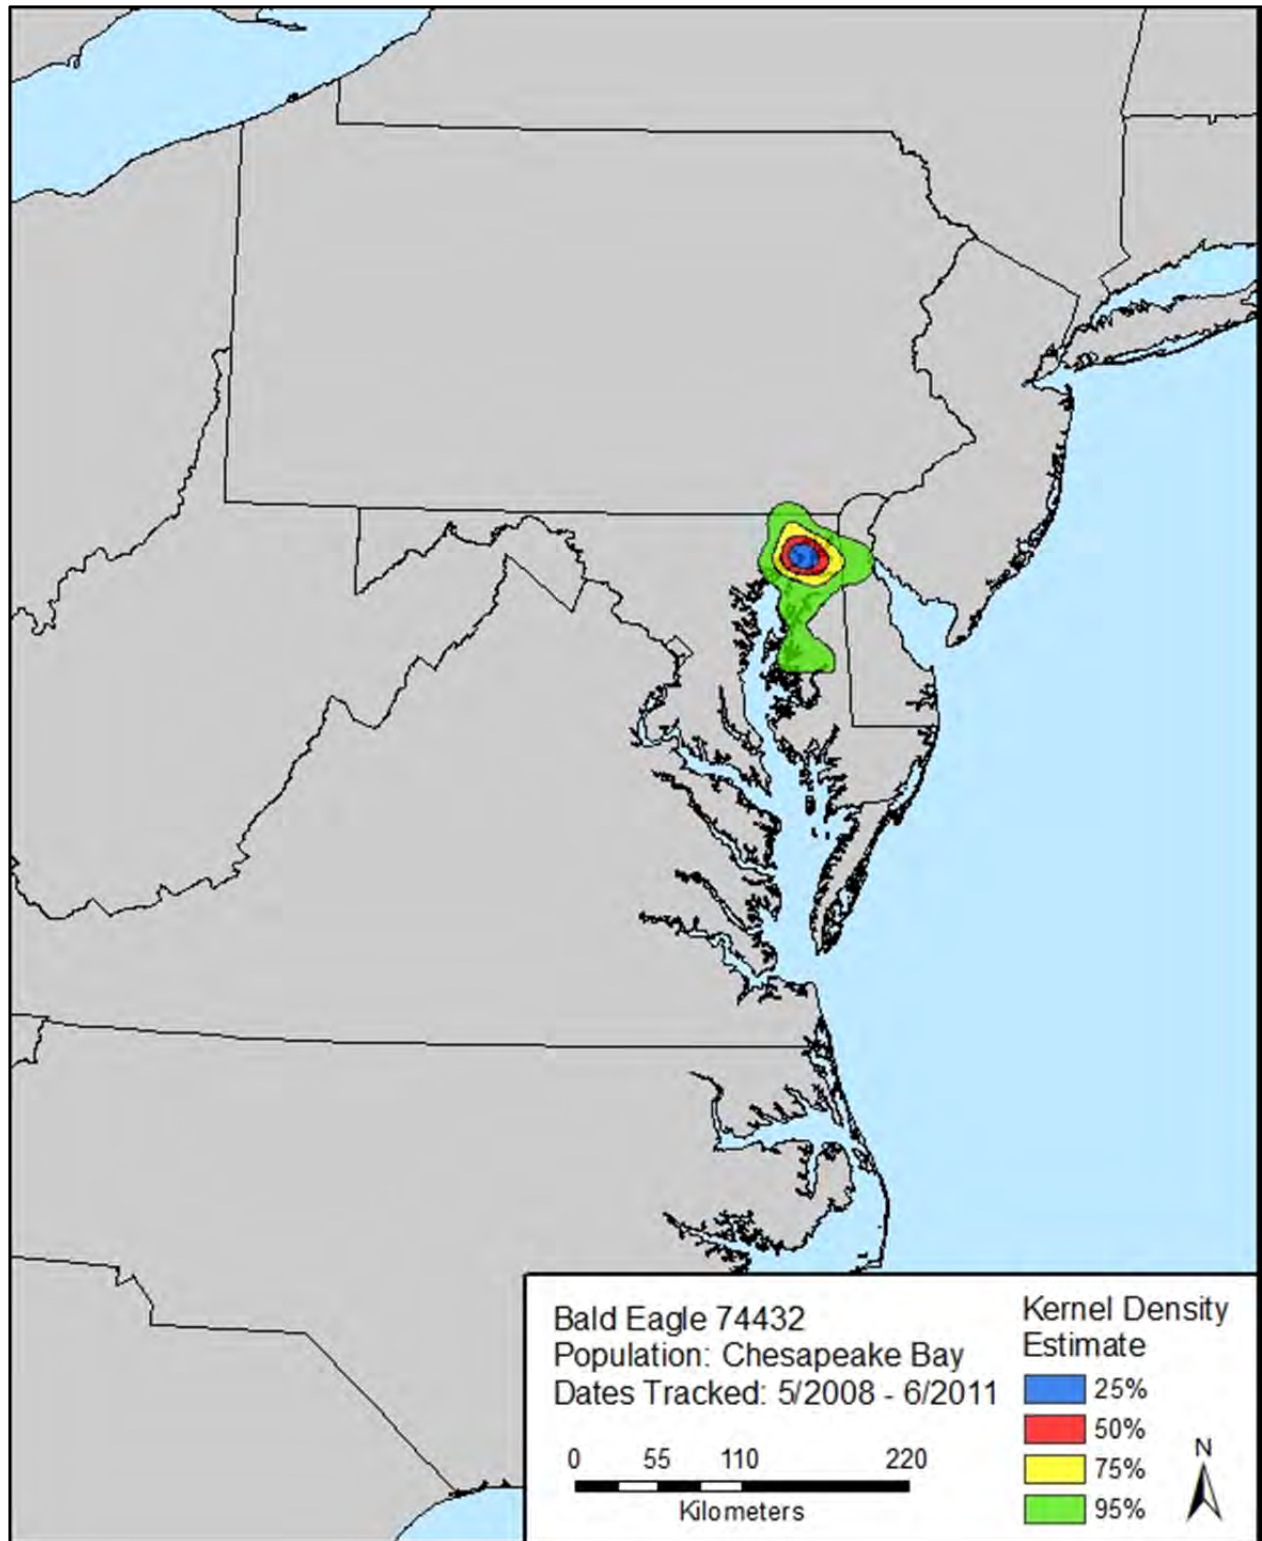 Bald Eagle 74432
Population: Chesapeake Bay
Dates Tracked: 5/2008 - 6/2011
0 55 110 220
Kilometers
Kernel Density
Estimate
25%
50%
75%
95%
N